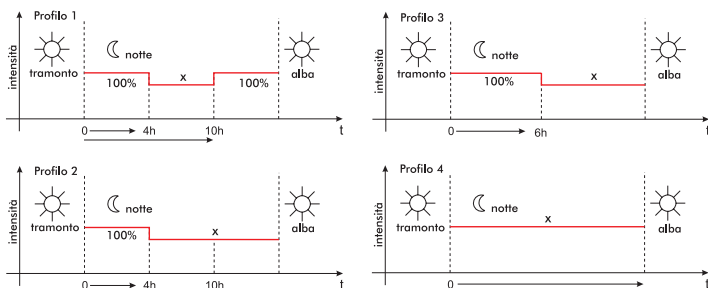 Profilo 1
intensità
tramonto
notte
100%
x
100%
alba
0
4h
10h
t
Profilo 3
intensità
tramonto
notte
100%
x
alba
0
6h
t
Profilo 2
intensità
tramonto
notte
100%
x
alba
0
4h
10h
t
Profilo 4
intensità
tramonto
notte
x
alba
0
t